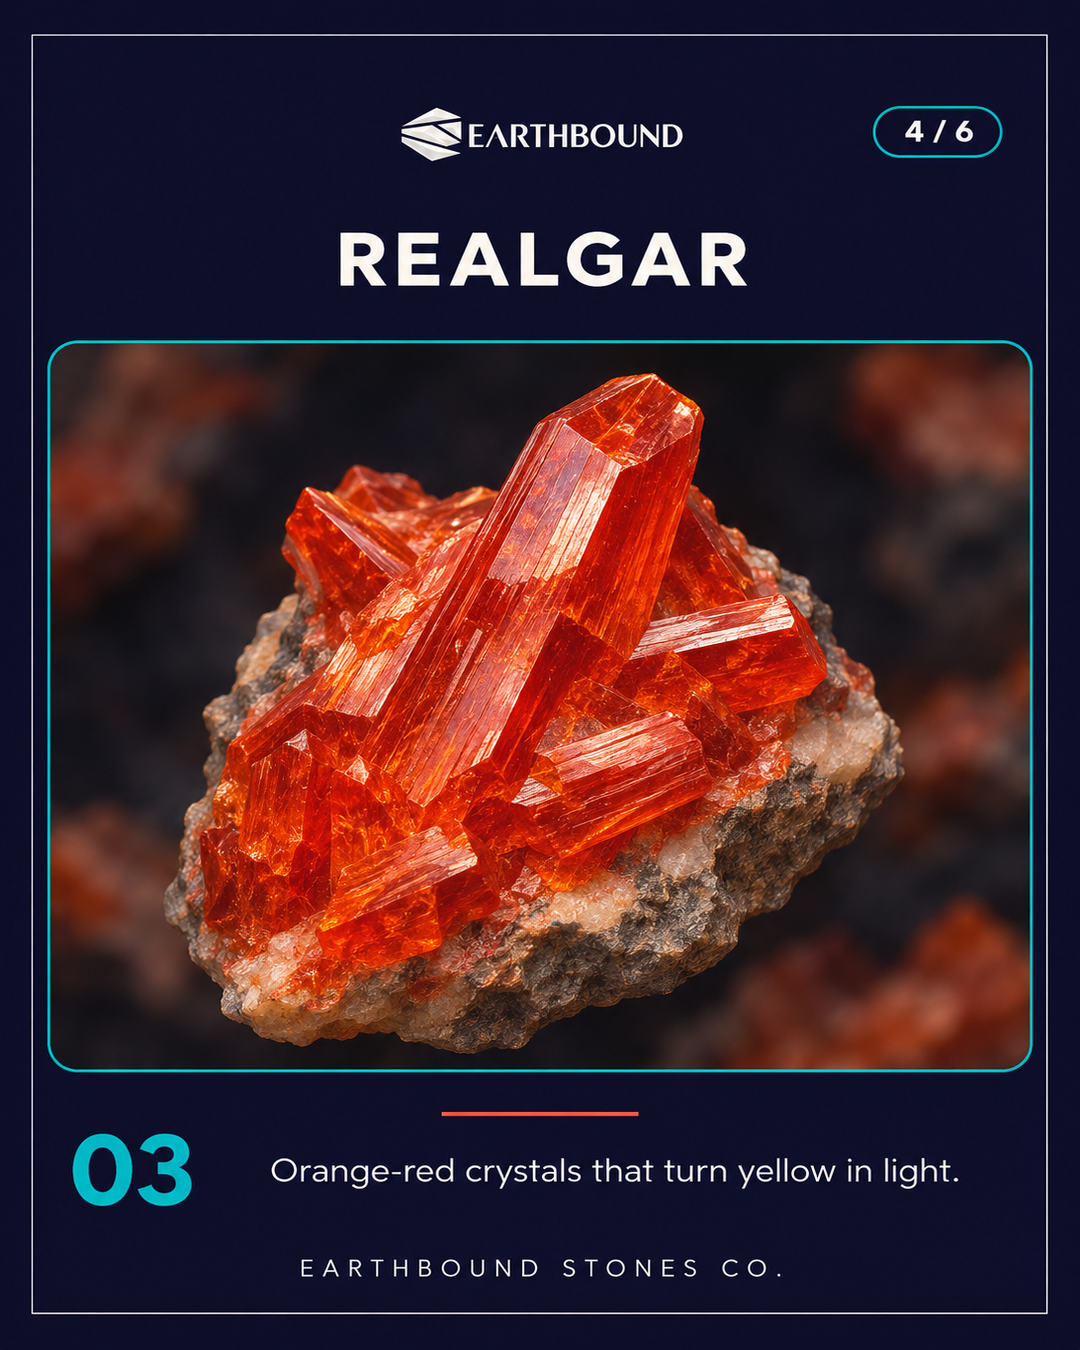 EARTHBOUND
4 / 6
REALGAR
03
Orange-red crystals that turn yellow in light.
EARTHBOUND STONES CO.